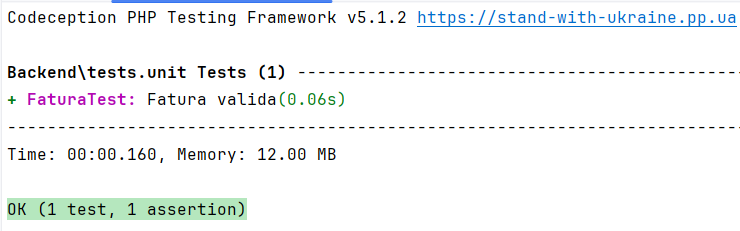 Codeception PHP Testing Framework v5.1.2 https://stand-with-ukraine.pp.ua
Backend\tests.unit Tests (1) ---------------------------------------------
+ FaturaTest: Fatura valida(0.06s)
--------------------------------------------------------------------------
Time: 00:00.160, Memory: 12.00 MB
OK (1 test, 1 assertion)